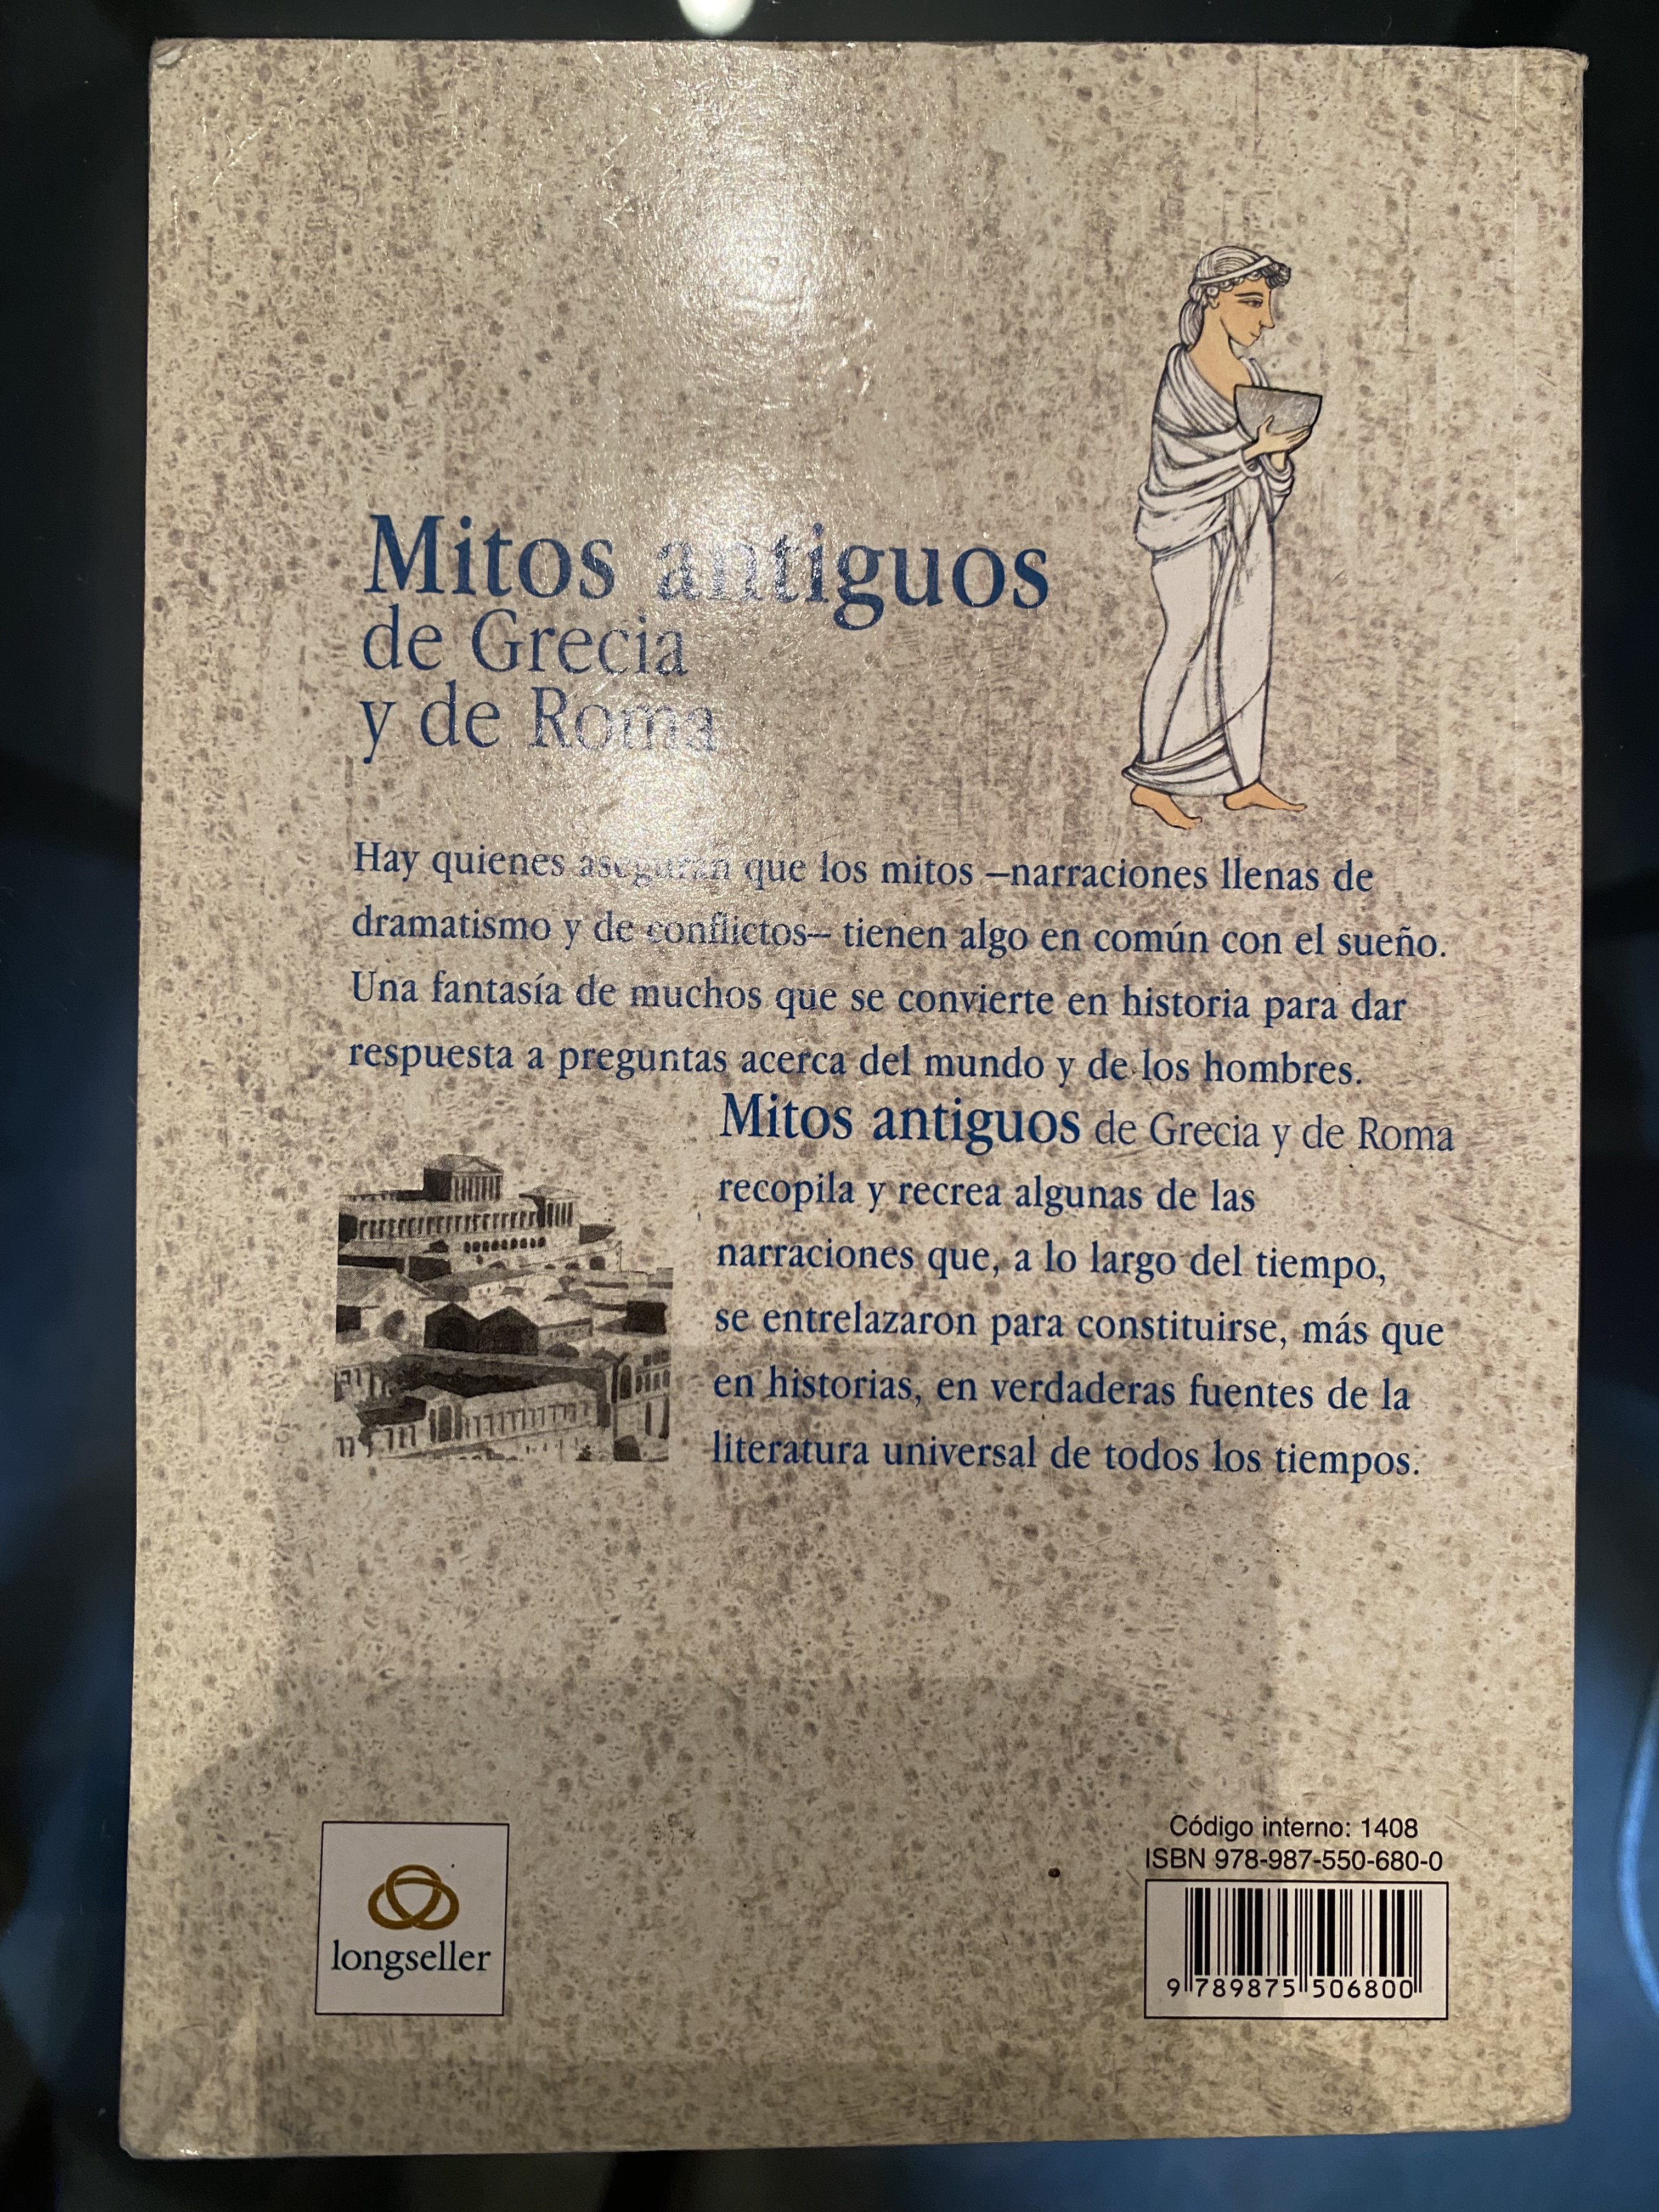 Mitos antiguos
de Grecia
y de Roma
Hay quienes aseguran que los mitos –narraciones llenas de
dramatismo y de conflictos– tienen algo en común con el sueño.
Una fantasía de muchos que se convierte en historia para dar
respuesta a preguntas acerca del mundo y de los hombres.
Mitos antiguos de Grecia y de Roma
recopila y recrea algunas de las
narraciones que, a lo largo del tiempo,
se entrelazaron para constituirse, más que
en historias, en verdaderas fuentes de la
literatura universal de todos los tiempos.
longseller
Código interno: 1408
ISBN 978-987-550-680-0
9 789875 506800